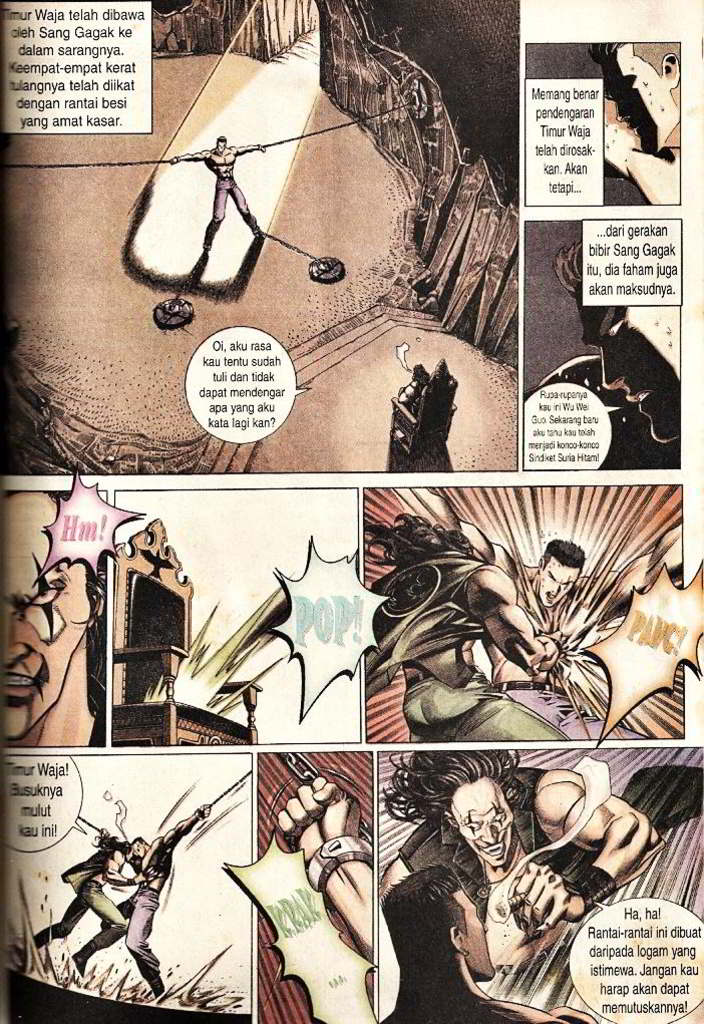 Timur Waja telah dibawa
oleh Sang Gagak ke
dalam sarangnya.
Keempat-empat kerat
tulangnya telah diikat
dengan rantai besi
yang amat kasar.
Oi, aku rasa
kau tentu sudah
tuli dan tidak
dapat mendengar
apa yang aku
kata lagi kan?
Memang benar
pendengaran
Timur Waja
telah dirosak-
kan. Akan
tetapi...
...dari gerakan
bibir Sang Gagak
itu, dia faham juga
akan maksudnya.
Rupa-rupanya
kau ini Wu Wei
Guo. Sekarang baru
aku tahu kau telah
menjadi konco-konco
Sindiket Suria Hitam!
Hm!
POP!
PANG!
Timur Waja!
Busuknya
mulut
kau ini!
KRAK
Ha, ha!
Rantai-rantai ini dibuat
daripada logam yang
istimewa. Jangan kau
harap akan dapat
memutuskannya!